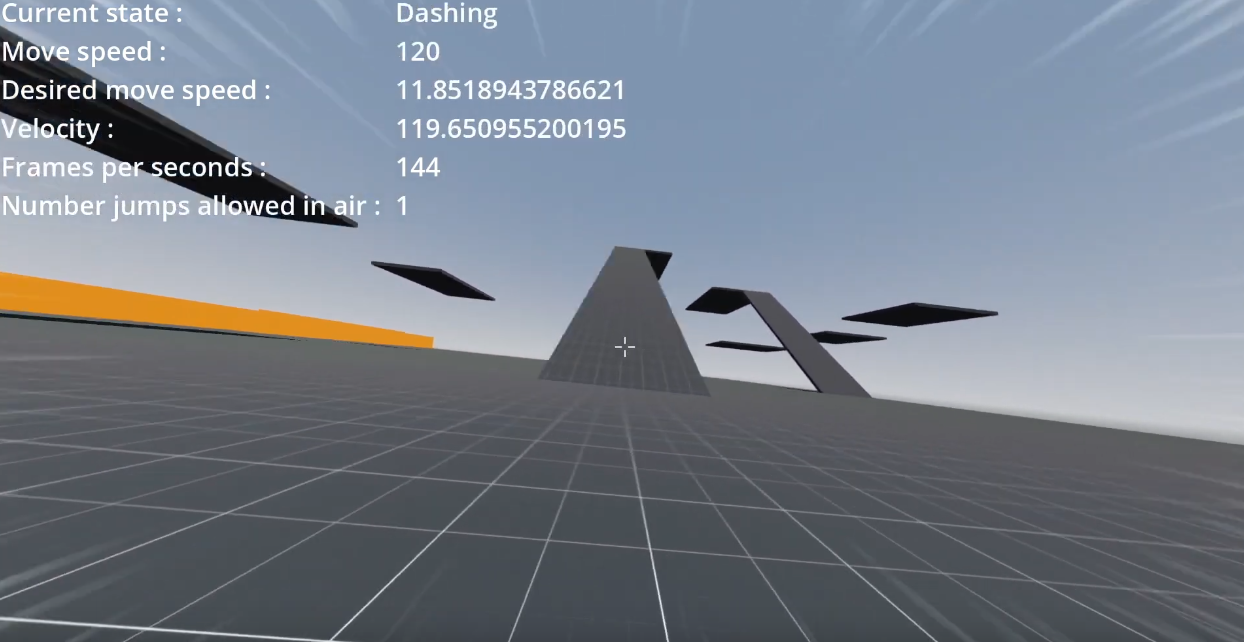 Current state : Dashing
Move speed : 120
Desired move speed : 11.8518943786621
Velocity : 119.650955200195
Frames per seconds : 144
Number jumps allowed in air : 1